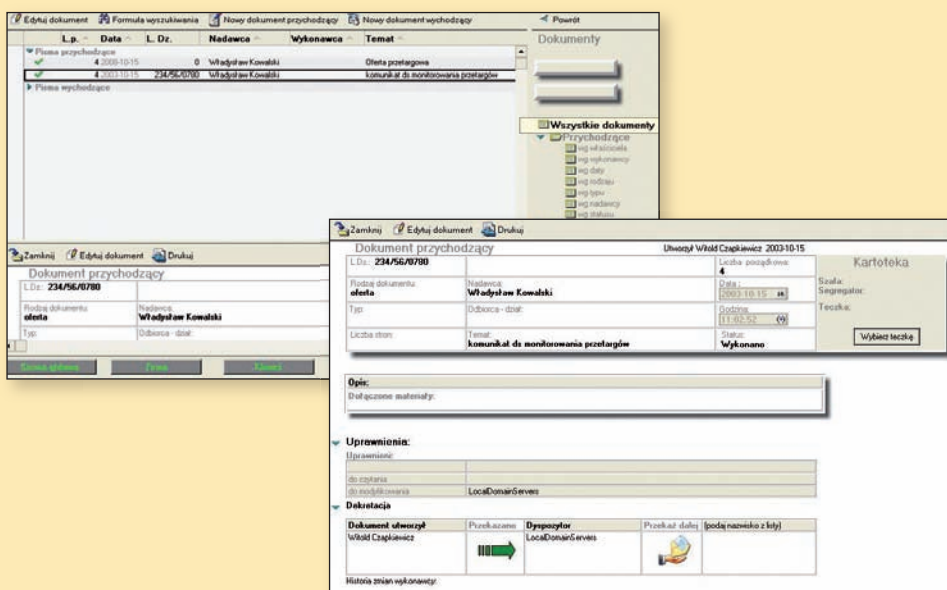 Edytuj dokument Formuła wyszukiwania Nowy dokument przychodzący Nowy dokument wychodzący Powrót
L.p. Data L. Dz. Nadawca Wykonawca Temat
Dokumenty
Pisma przychodzące
4 2003-10-15 0 Władysław Kowalski Oferta przetargowa
4 2003-10-15 234/56/0780 Władysław Kowalski komunikat ds monitorowania przetargów
Pisma wychodzące
Wszystkie dokumenty
Przychodzące
wg właściciela
wg wykonawcy
wg daty
wg rodzaju
wg typu
wg nadawcy
wg statusu
Zamknij Edytuj dokument Drukuj
Dokument przychodzący
L.Dz.: 234/56/0780
Rodzaj dokumentu: Nadawca:
oferta Władysław Kowalski
Typ: Odbiorca - dział:
Firma Klienci
Zamknij Edytuj dokument Drukuj
Dokument przychodzący Utworzył Witold Czapkiewicz 2003-10-15
L.Dz.: 234/56/0780 Liczba porządkowa:
4
Kartoteka
Rodzaj dokumentu: Nadawca: Data:
oferta Władysław Kowalski 2003-10-15 16
Szafa:
Segregator:
Teczka:
Typ: Odbiorca - dział: Godzina:
11:02:52
Liczba stron: Temat: Status:
komunikat ds monitorowania przetargów Wykonano
Wybierz teczkę
Opis:
Dołączone materiały:
Uprawnienia:
Uprawnieni:
do czytania
do modyfikowania LocalDomainServers
Dekretacja
Dokument utworzył Przekazano Dyspozytor Przekaż dalej (podaj nazwisko z listy)
Witold Czapkiewicz LocalDomainServers
Historia zmian wykonawcy: